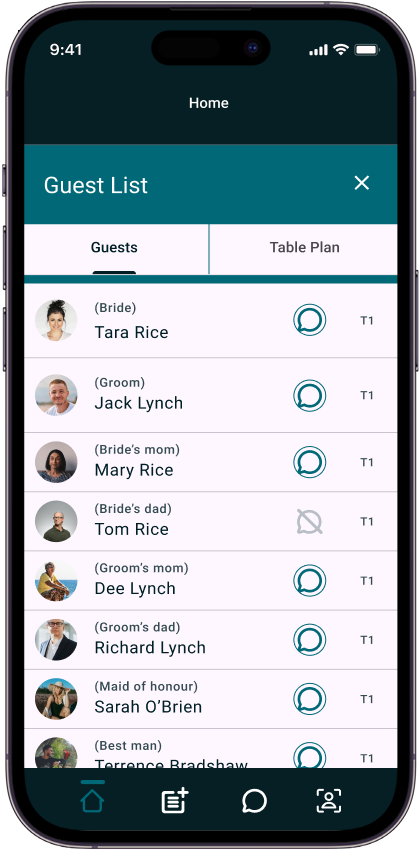 9:41
Home
Guest List
Guests
Table Plan
(Bride)
Tara Rice
T1
(Groom)
Jack Lynch
T1
(Bride’s mom)
Mary Rice
T1
(Bride’s dad)
Tom Rice
T1
(Groom’s mom)
Dee Lynch
T1
(Groom’s dad)
Richard Lynch
T1
(Maid of honour)
Sarah O’Brien
T1
(Best man)
Terrence Bradshaw
T1